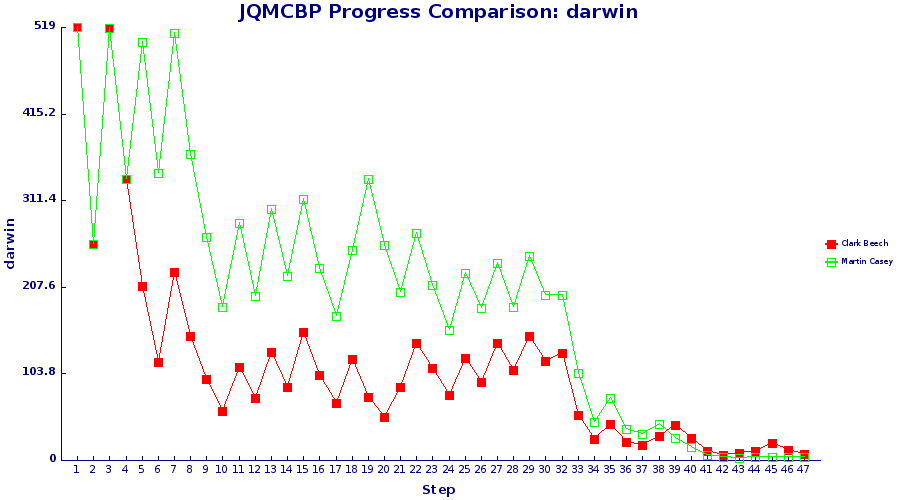 JQMCBP Progress Comparison: darwin
519
415.2
311.4
207.6
103.8
0
darwin
1 2 3 4 5 6 7 8 9 10 11 12 13 14 15 16 17 18 19 20 21 22 23 24 25 26 27 28 29 30 32 33 34 35 36 37 38 39 40 41 42 43 44 45 46 47
Step
Clark Beech
Martin Casey